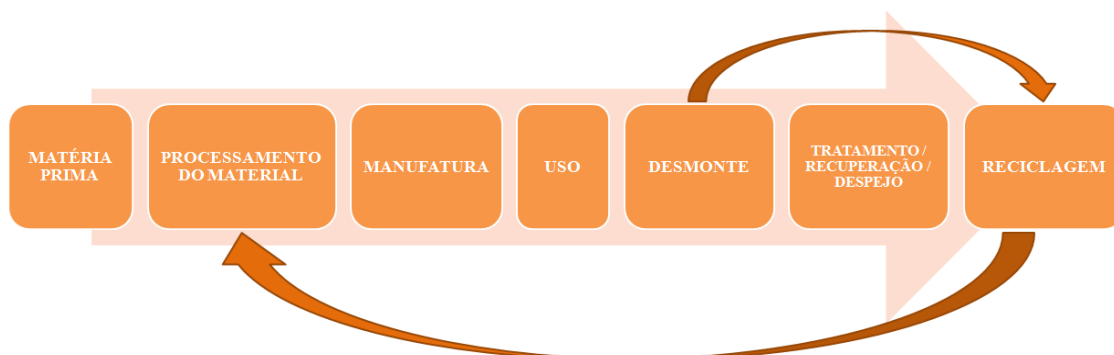 MATÉRIA
PRIMA
PROCESSAMENTO
DO MATERIAL
MANUFATURA
USO
DESMONTE
TRATAMENTO /
RECUPERAÇÃO /
DESPEJO
RECICLAGEM